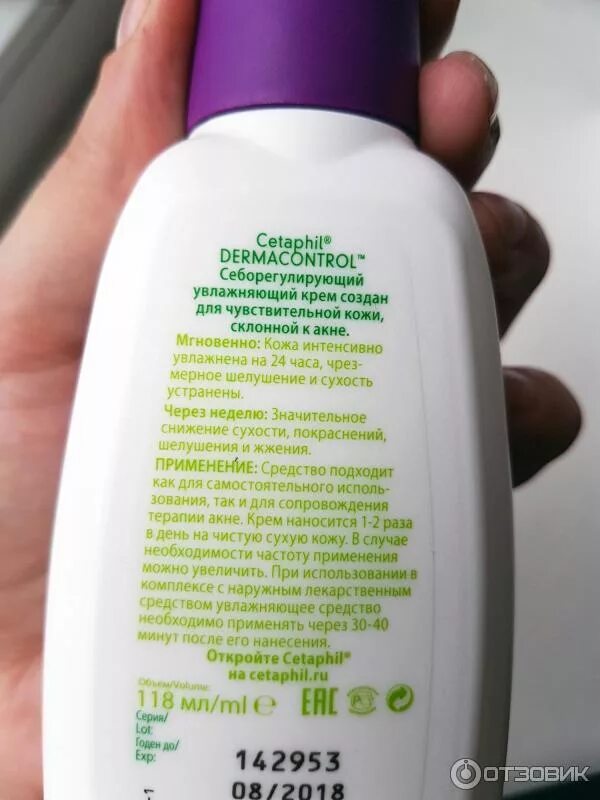 Cetaphil®
DERMACONTROL™
Себорегулирующий
увлажняющий крем создан
для чувствительной кожи,
склонной к акне.
Мгновенно: Кожа интенсивно
увлажнена на 24 часа, чрез-
мерное шелушение и сухость
устранены.
Через неделю: Значительное
снижение сухости, покраснений,
шелушения и жжения.
ПРИМЕНЕНИЕ: Средство подходит
как для самостоятельного исполь-
зования, так и для сопровождения
терапии акне. Крем наносится 1-2 раза
в день на чистую сухую кожу. В случае
необходимости частоту применения
можно увеличить. При использовании в
комплексе с наружным лекарственным
средством увлажняющее средство
необходимо применять через 30-40
минут после его нанесения.
Откройте Cetaphil®
на cetaphil.ru
Объем/Volume:
118 мл/ml ℮ EAC
Серия/
Lot:
142953
Годен до/
Exp:
08/2018
-1
ОТЗОВИК